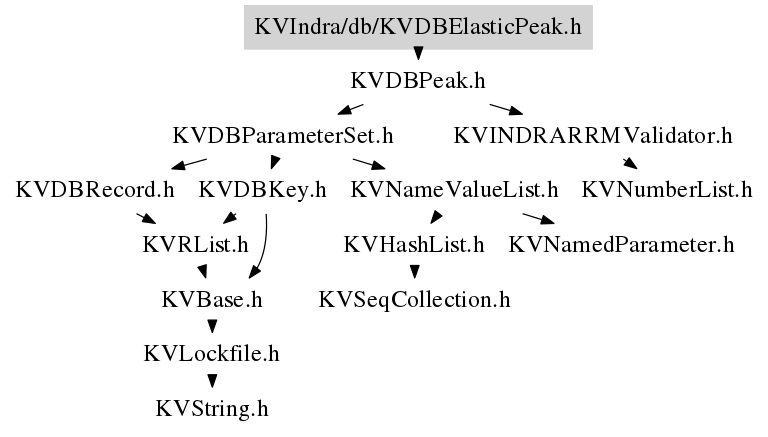 KVIndra/db/KVDBElasticPeak.h
KVDBPeak.h
KVDBParameterSet.h
KVINDRARRMValidator.h
KVDBRecord.h
KVDBKey.h
KVNameValueList.h
KVNumberList.h
KVRList.h
KVHashList.h
KVNamedParameter.h
KVBase.h
KVSeqCollection.h
KVLockfile.h
KVString.h